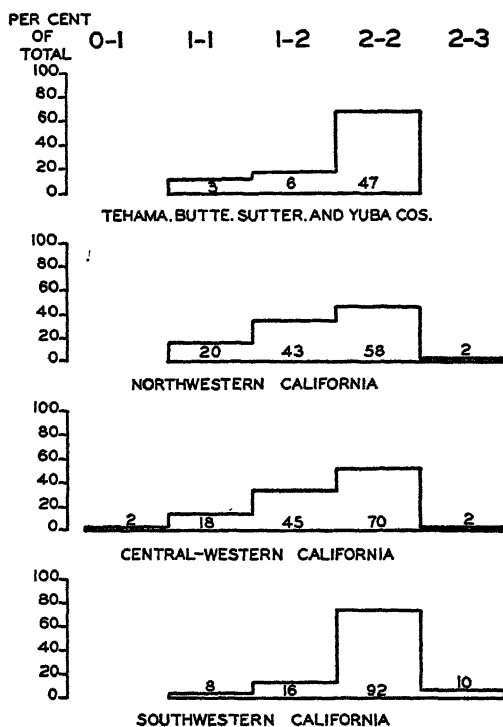 PER CENT
OF
TOTAL
0-1 1-1 1-2 2-2 2-3
100
80
60
40
20
0
3 6 47
TEHAMA. BUTTE. SUTTER. AND YUBA COS.
100
80
60
40
20
0
20 43 58 2
NORTHWESTERN CALIFORNIA
100
80
60
40
20
0
2 18 45 70 2
CENTRAL-WESTERN CALIFORNIA
100
80
60
40
20
0
8 16 92 10
SOUTHWESTERN CALIFORNIA